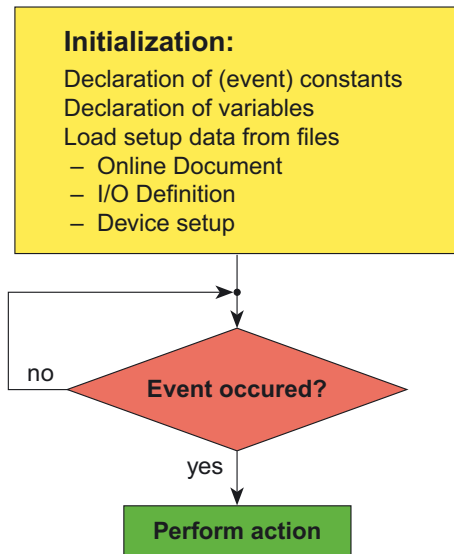 Initialization:
Declaration of (event) constants
Declaration of variables
Load setup data from files
– Online Document
– I/O Definition
– Device setup
no
Event occured?
yes
Perform action